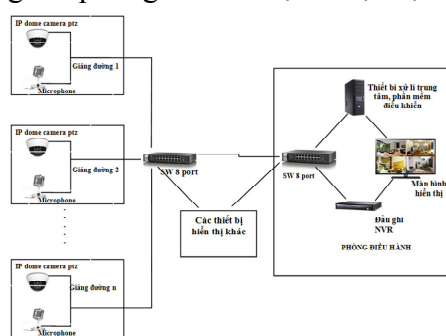 IP dome camera ptz
Giảng đường 1
Microphone
IP dome camera ptz
Giảng đường 2
Microphone
IP dome camera ptz
Giảng đường n
Microphone
SW 8 port
Các thiết bị
hiển thị khác
SW 8 port
Thiết bi xử lí trung
tâm, phần mềm
điều khiển
Màn hình
hiển thị
Đầu ghi
NVR
PHÒNG ĐIỀU HÀNH